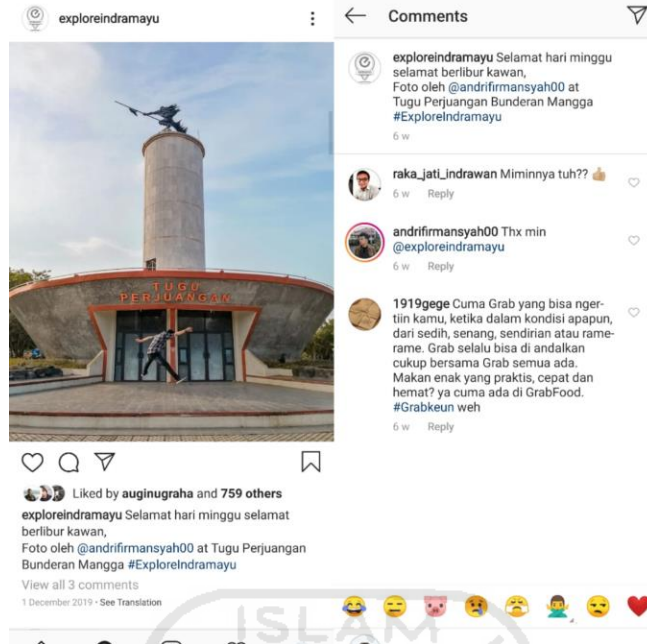 exploreindramayu
TUGU
PERJUANGAN
Liked by auginugraha and 759 others
exploreindramayu Selamat hari minggu selamat
berlibur kawan,
Foto oleh @andrifirmansyah00 at Tugu Perjuangan
Bunderan Mangga #ExploreIndramayu
View all 3 comments
1 December 2019 • See Translation
Comments
exploreindramayu Selamat hari minggu
selamat berlibur kawan,
Foto oleh @andrifirmansyah00 at
Tugu Perjuangan Bunderan Mangga
#ExploreIndramayu
6 w
raka_jati_indrawan Miminnya tuh?? 👍🏼
6 w Reply
andrifirmansyah00 Thx min
@exploreindramayu
6 w Reply
1919gege Cuma Grab yang bisa nger-
tiin kamu, ketika dalam kondisi apapun,
dari sedih, senang, sendirian atau rame-
rame. Grab selalu bisa di andalkan
cukup bersama Grab semua ada.
Makan enak yang praktis, cepat dan
hemat? ya cuma ada di GrabFood.
#Grabkeun weh
6 w Reply
ISLAM